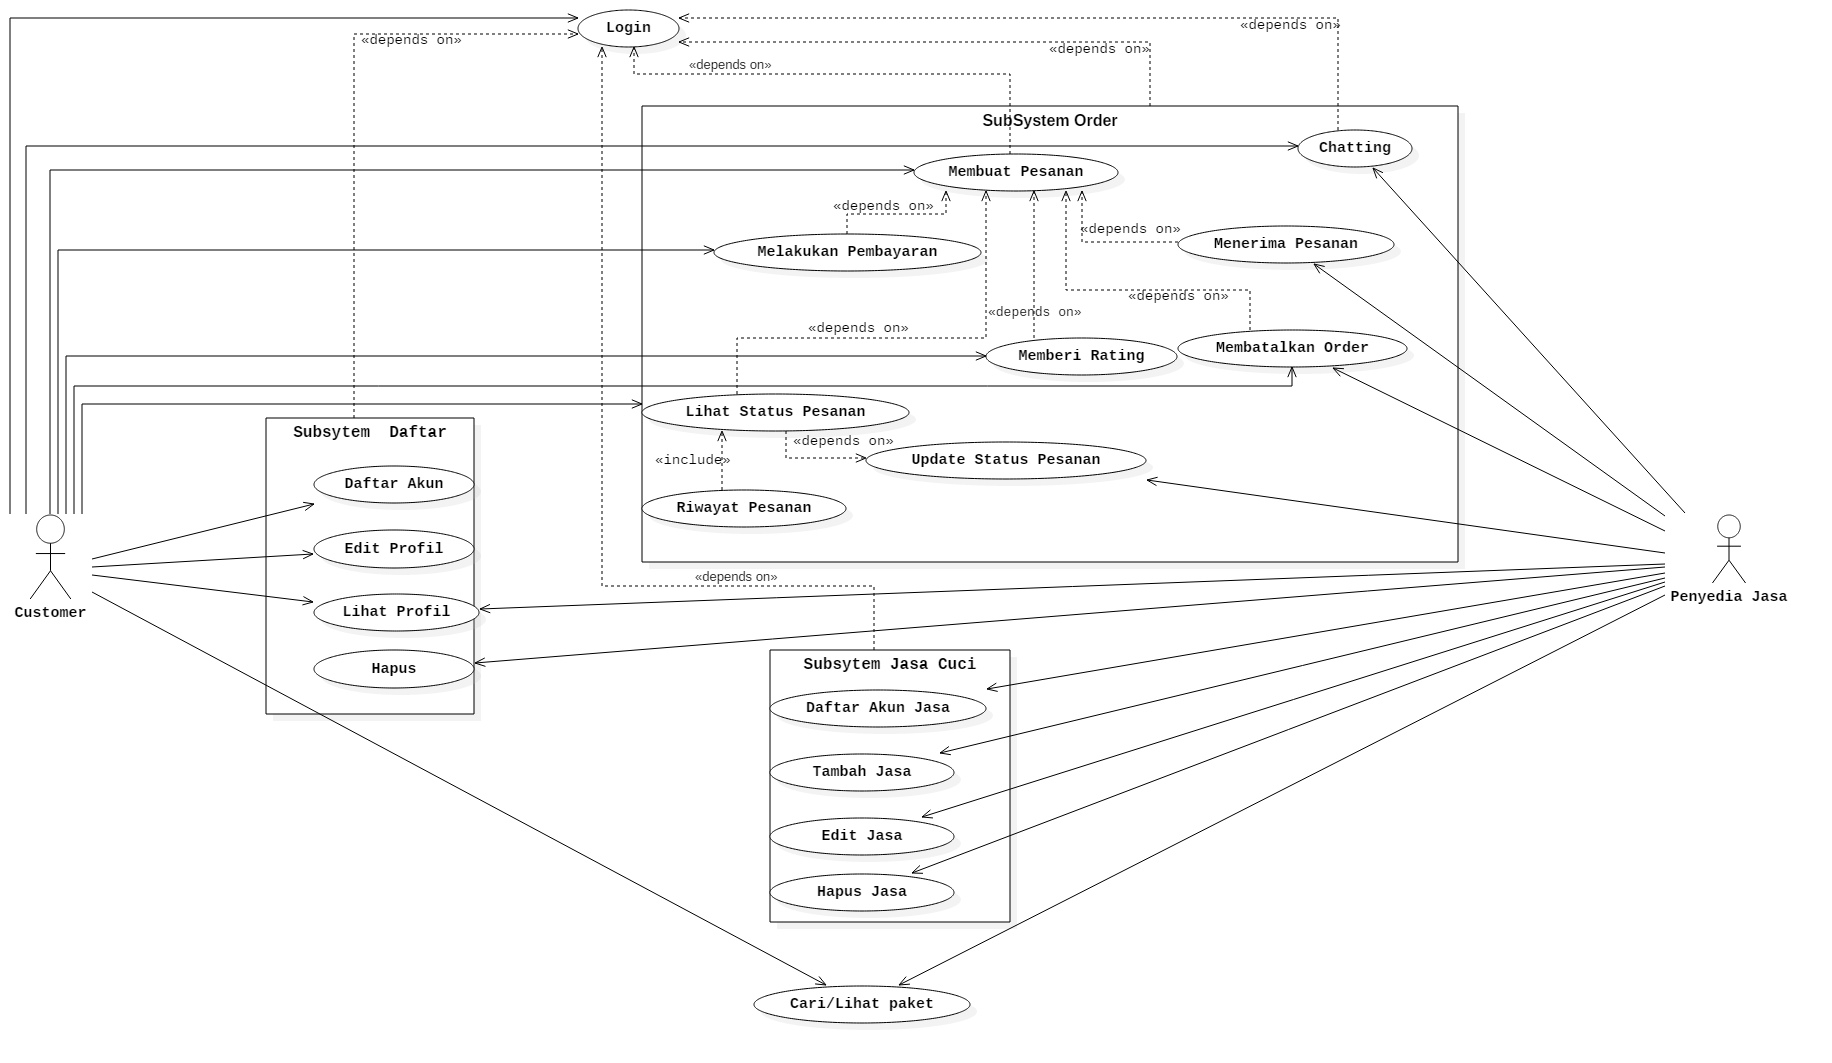 Login
«depends on»
«depends on»
«depends on»
«depends on»
SubSystem Order
Chatting
Membuat Pesanan
«depends on»
«depends on»
Melakukan Pembayaran
Menerima Pesanan
«depends on»
«depends on»
«depends on»
Memberi Rating
Membatalkan Order
Lihat Status Pesanan
«depends on»
Subsytem  Daftar
«include»
Update Status Pesanan
Daftar Akun
Riwayat Pesanan
Edit Profil
«depends on»
Customer
Lihat Profil
Penyedia Jasa
Hapus
Subsytem Jasa Cuci
Daftar Akun Jasa
Tambah Jasa
Edit Jasa
Hapus Jasa
Cari/Lihat paket